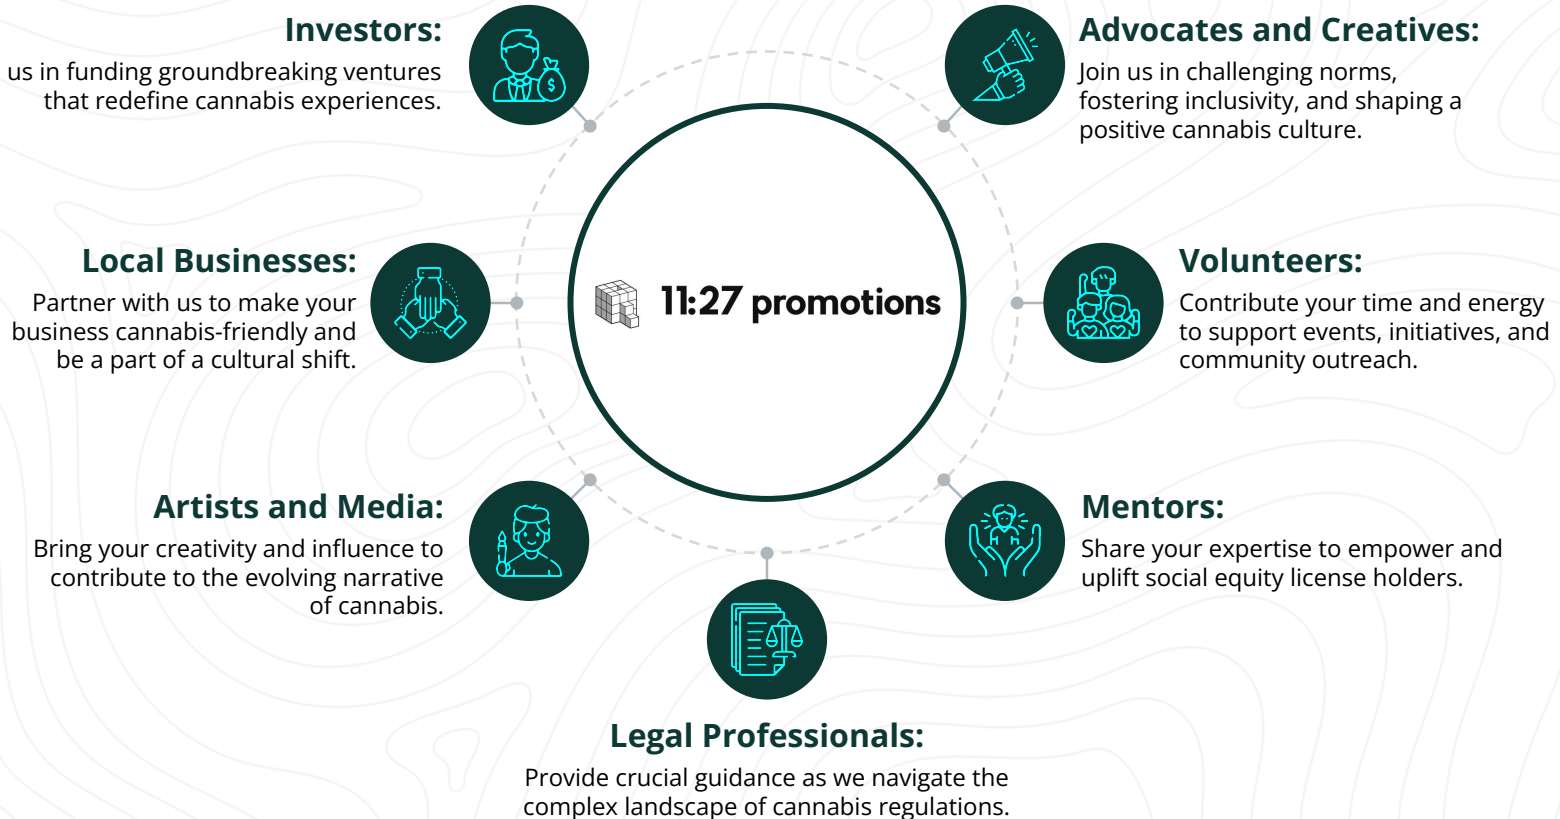 Investors:
us in funding groundbreaking ventures
that redefine cannabis experiences.
Advocates and Creatives:
Join us in challenging norms,
fostering inclusivity, and shaping a
positive cannabis culture.
Local Businesses:
Partner with us to make your
business cannabis-friendly and
be a part of a cultural shift.
11:27 promotions
Volunteers:
Contribute your time and energy
to support events, initiatives, and
community outreach.
Artists and Media:
Bring your creativity and influence to
contribute to the evolving narrative
of cannabis.
Mentors:
Share your expertise to empower and
uplift social equity license holders.
Legal Professionals:
Provide crucial guidance as we navigate the
complex landscape of cannabis regulations.